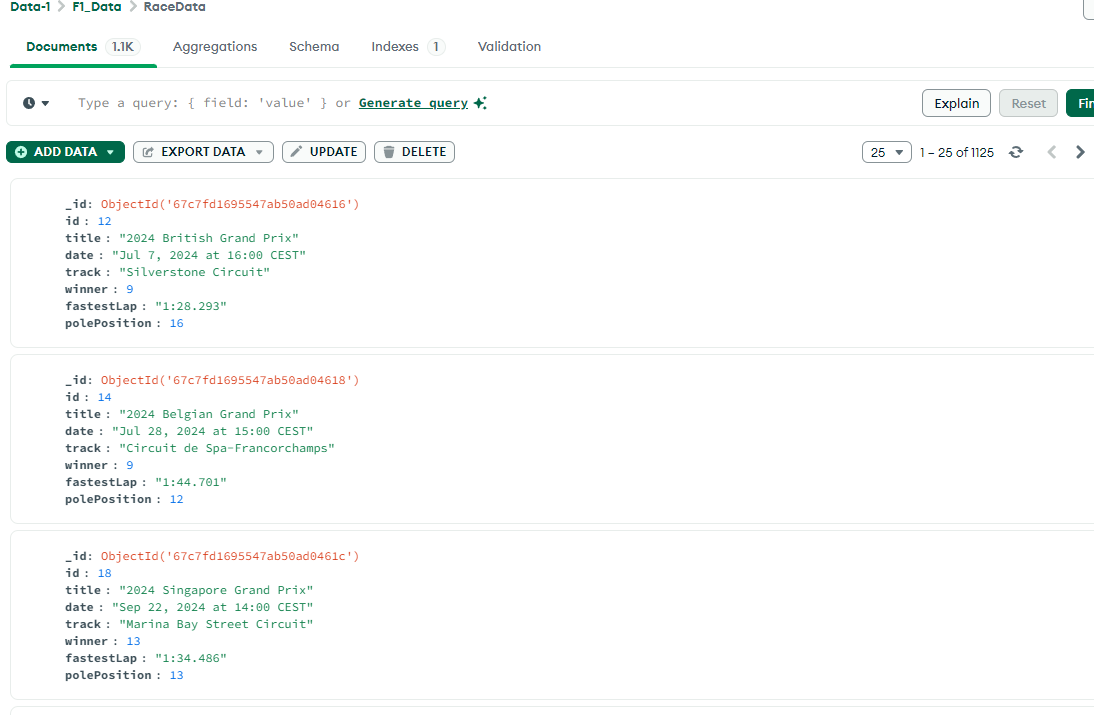 Data-1 > F1_Data > RaceData
Documents 1.1K Aggregations Schema Indexes 1 Validation
Type a query: { field: 'value' } or Generate query Explain Reset
ADD DATA EXPORT DATA UPDATE DELETE 25 1 – 25 of 1125
_id: ObjectId('67c7fd1695547ab50ad04616')
id : 12
title : "2024 British Grand Prix"
date : "Jul 7, 2024 at 16:00 CEST"
track : "Silverstone Circuit"
winner : 9
fastestLap : "1:28.293"
polePosition : 16
_id: ObjectId('67c7fd1695547ab50ad04618')
id : 14
title : "2024 Belgian Grand Prix"
date : "Jul 28, 2024 at 15:00 CEST"
track : "Circuit de Spa-Francorchamps"
winner : 9
fastestLap : "1:44.701"
polePosition : 12
_id: ObjectId('67c7fd1695547ab50ad0461c')
id : 18
title : "2024 Singapore Grand Prix"
date : "Sep 22, 2024 at 14:00 CEST"
track : "Marina Bay Street Circuit"
winner : 13
fastestLap : "1:34.486"
polePosition : 13